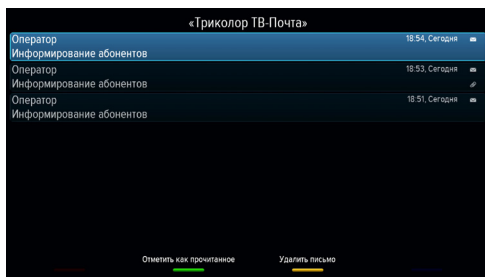 «Триколор ТВ-Почта»
Оператор 18:54, Сегодня
Информирование абонентов
Оператор 18:53, Сегодня
Информирование абонентов
Оператор 18:51, Сегодня
Информирование абонентов
Отметить как прочитанное Удалить письмо